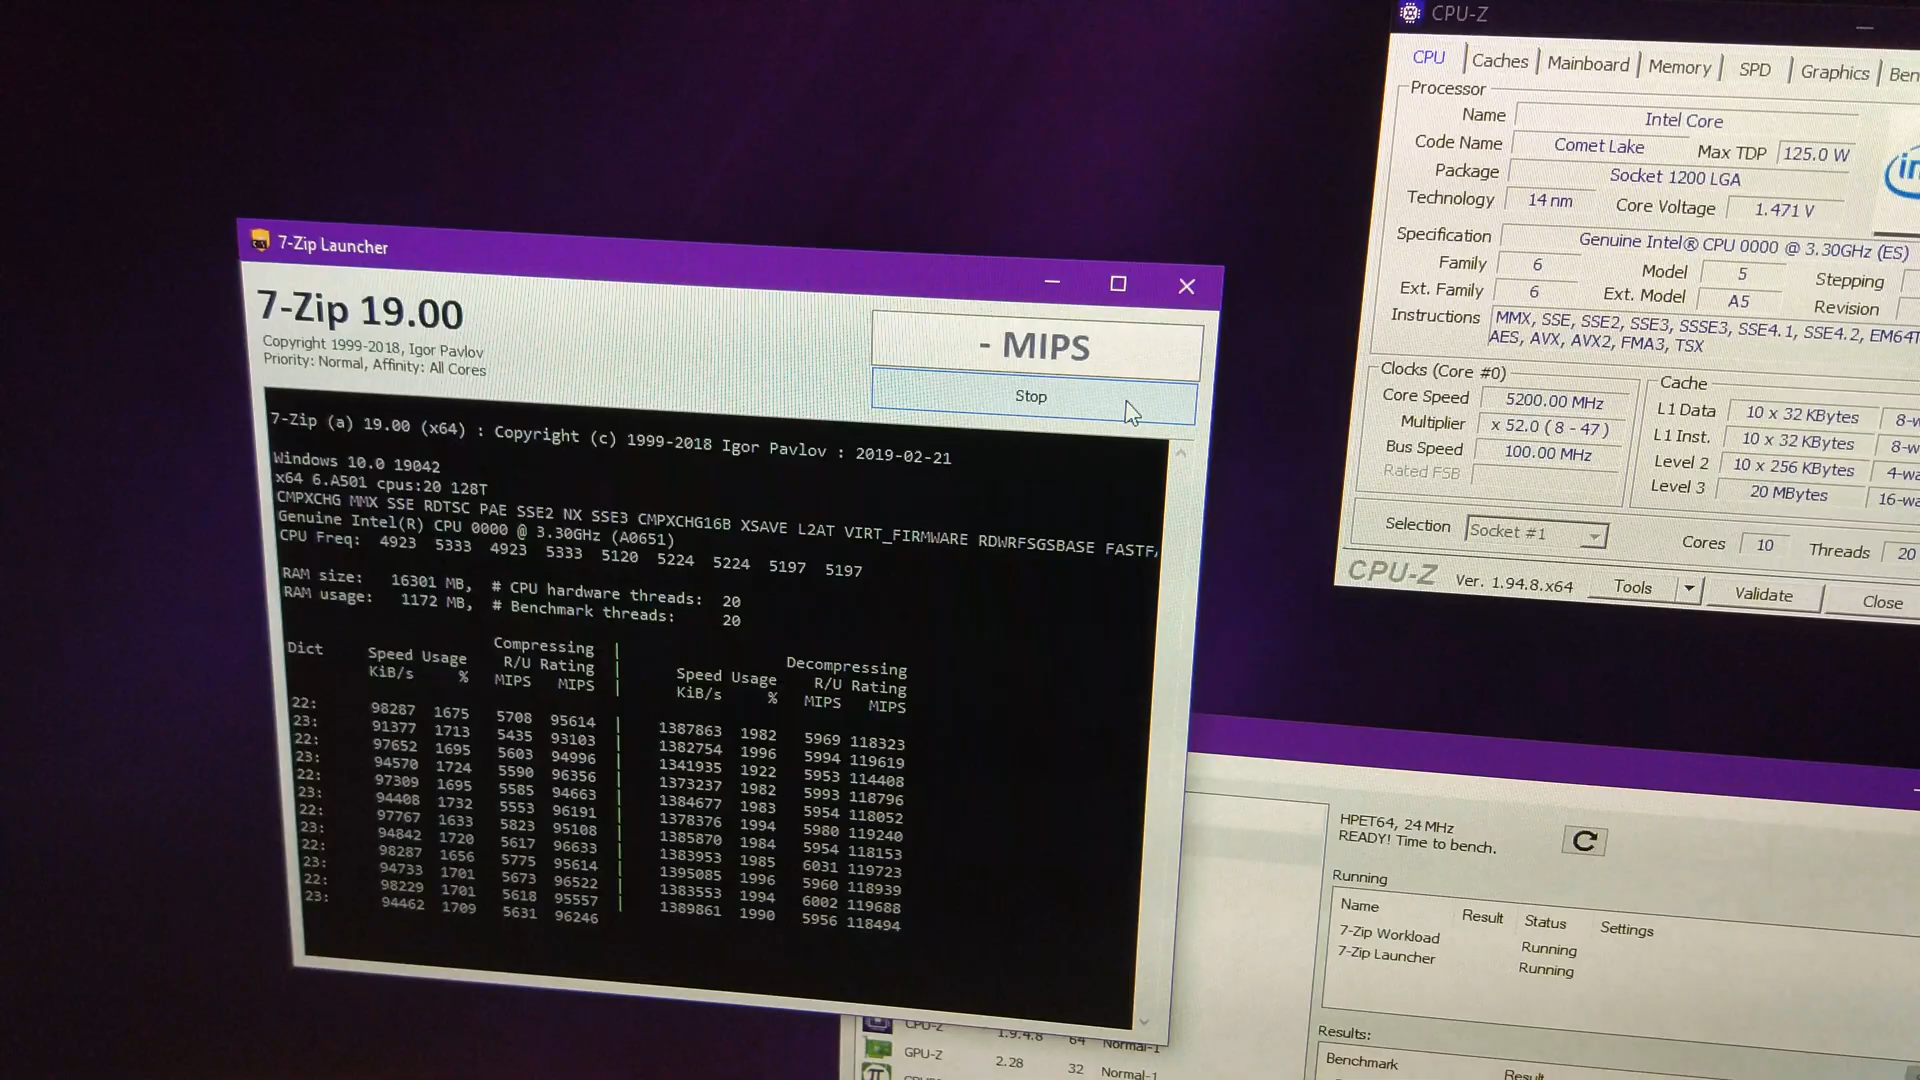 7-Zip Launcher
7-Zip 19.00
Copyright 1999-2018, Igor Pavlov
Priority: Normal, Affinity: All Cores
- MIPS
Stop
7-Zip (a) 19.00 (x64) : Copyright (c) 1999-2018 Igor Pavlov : 2019-02-21
Windows 10.0 19042
x64 6.A501 cpus:20 128T
CMPXCHG MMX SSE RDTSC PAE SSE2 NX SSE3 CMPXCHG16B XSAVE L2AT VIRT_FIRMWARE RDWRFSGSBASE FASTF
Genuine Intel(R) CPU 0000 @ 3.30GHz (A0651)
CPU Freq: 4923 5333 4923 5333 5120 5224 5224 5197 5197
RAM size: 16301 MB, # CPU hardware threads: 20
RAM usage: 1172 MB, # Benchmark threads: 20
Compressing | Decompressing
Dict Speed Usage R/U Rating | Speed Usage R/U Rating
KiB/s % MIPS MIPS | KiB/s % MIPS MIPS
22: 98287 1675 5708 95614 | 1387863 1982 5969 118323
23: 91377 1713 5435 93103 | 1382754 1996 5994 119619
22: 97652 1695 5603 94996 | 1341935 1922 5953 114408
23: 94570 1724 5590 96356 | 1373237 1982 5993 118796
22: 97309 1695 5585 94663 | 1384677 1983 5954 118052
23: 94408 1732 5553 96191 | 1378376 1994 5980 119240
22: 97767 1633 5823 95108 | 1385870 1984 5954 118153
23: 94842 1720 5617 96633 | 1383953 1985 6031 119723
22: 98287 1656 5775 95614 | 1395085 1996 5960 118939
23: 94733 1701 5673 96522 | 1383553 1994 6002 119688
22: 98229 1701 5618 95557 | 1389861 1990 5956 118494
23: 94462 1709 5631 96246
CPU-Z
CPU Caches Mainboard Memory SPD Graphics Ben
Processor
Name Intel Core
Code Name Comet Lake Max TDP 125.0 W
Package Socket 1200 LGA
Technology 14 nm Core Voltage 1.471 V
Specification Genuine Intel® CPU 0000 @ 3.30GHz (ES)
Family 6 Model 5 Stepping
Ext. Family 6 Ext. Model A5 Revision
Instructions MMX, SSE, SSE2, SSE3, SSSE3, SSE4.1, SSE4.2, EM64T
AES, AVX, AVX2, FMA3, TSX
in
Clocks (Core #0)
Core Speed 5200.00 MHz
Multiplier x 52.0 ( 8 - 47 )
Bus Speed 100.00 MHz
Rated FSB
Cache
L1 Data 10 x 32 KBytes 8-w
L1 Inst. 10 x 32 KBytes 8-w
Level 2 10 x 256 KBytes 4-wa
Level 3 20 MBytes 16-wa
Selection Socket #1 Cores 10 Threads 20
CPU-Z Ver. 1.94.8.x64 Tools Validate Close
HPET64, 24 MHz
READY! Time to bench.
Running
Name Result Status Settings
7-Zip Workload Running
7-Zip Launcher Running
Results:
Benchmark Result
CPU-Z 1.9.4.8 64 Normal-1
GPU-Z 2.28 32 Normal-1